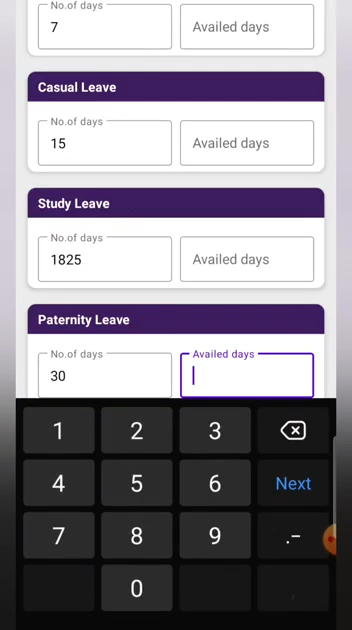 No.of days
7
Availed days
Casual Leave
No.of days
15
Availed days
Study Leave
No.of days
1825
Availed days
Paternity Leave
No.of days
30
Availed days
1 2 3
4 5 6 Next
7 8 9 .-
0 ,